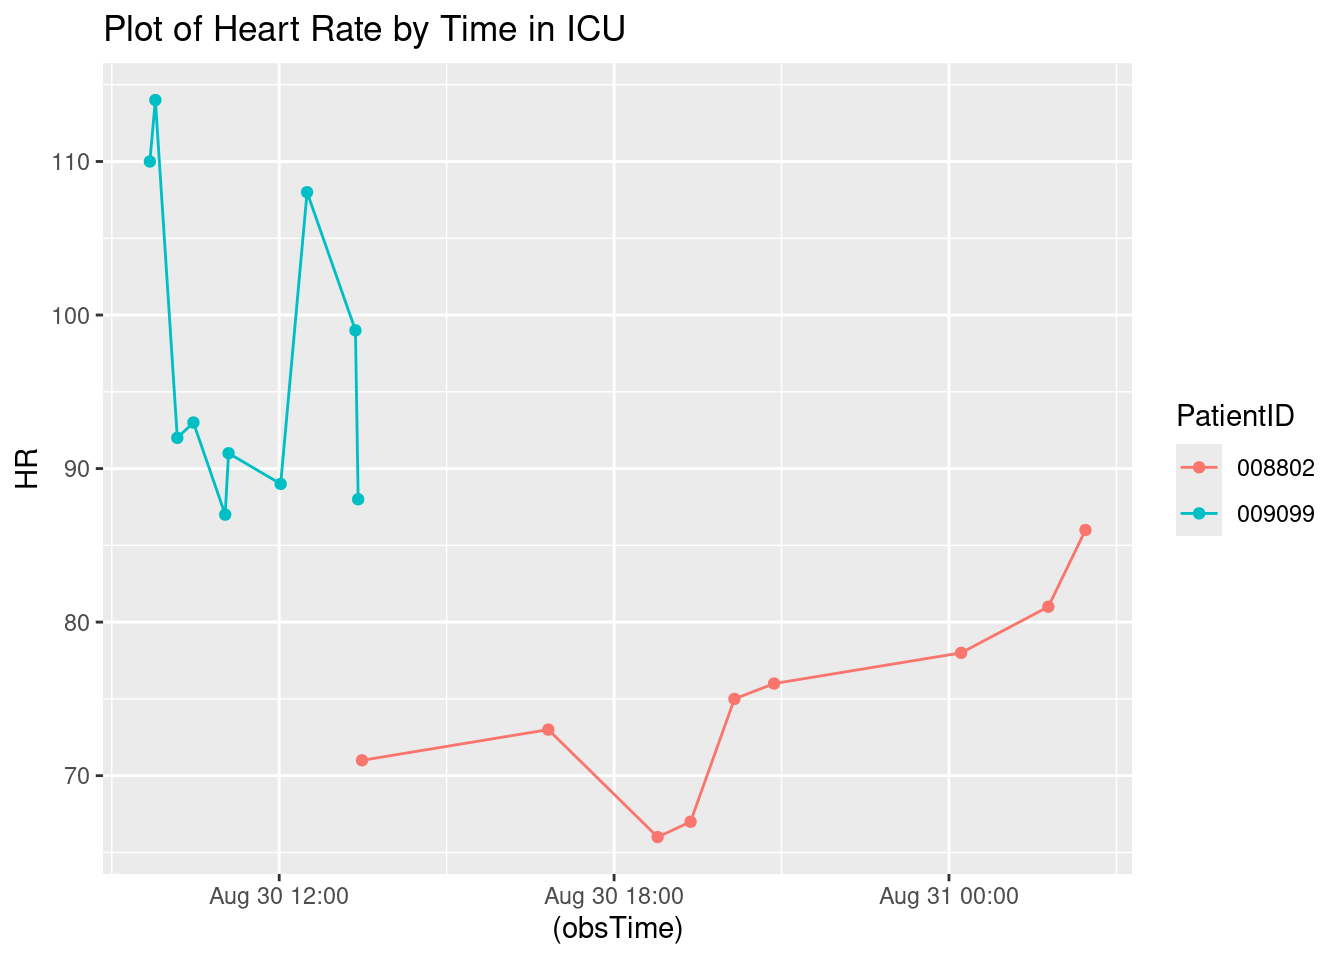 Plot of Heart Rate by Time in ICU
110
100
90
80
70
HR
Aug 30 12:00
Aug 30 18:00
Aug 31 00:00
(obsTime)
PatientID
008802
009099